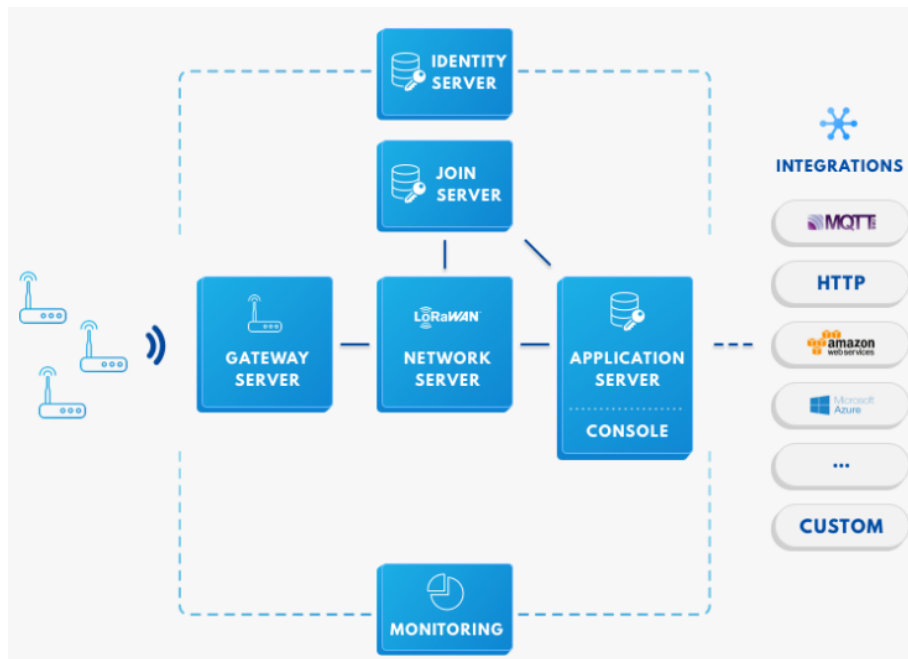 IDENTITY
SERVER
JOIN
SERVER
INTEGRATIONS
MQTT
HTTP
GATEWAY
SERVER
LoRaWAN
NETWORK
SERVER
APPLICATION
SERVER
CONSOLE
amazon
web services
Microsoft
Azure
...
CUSTOM
MONITORING